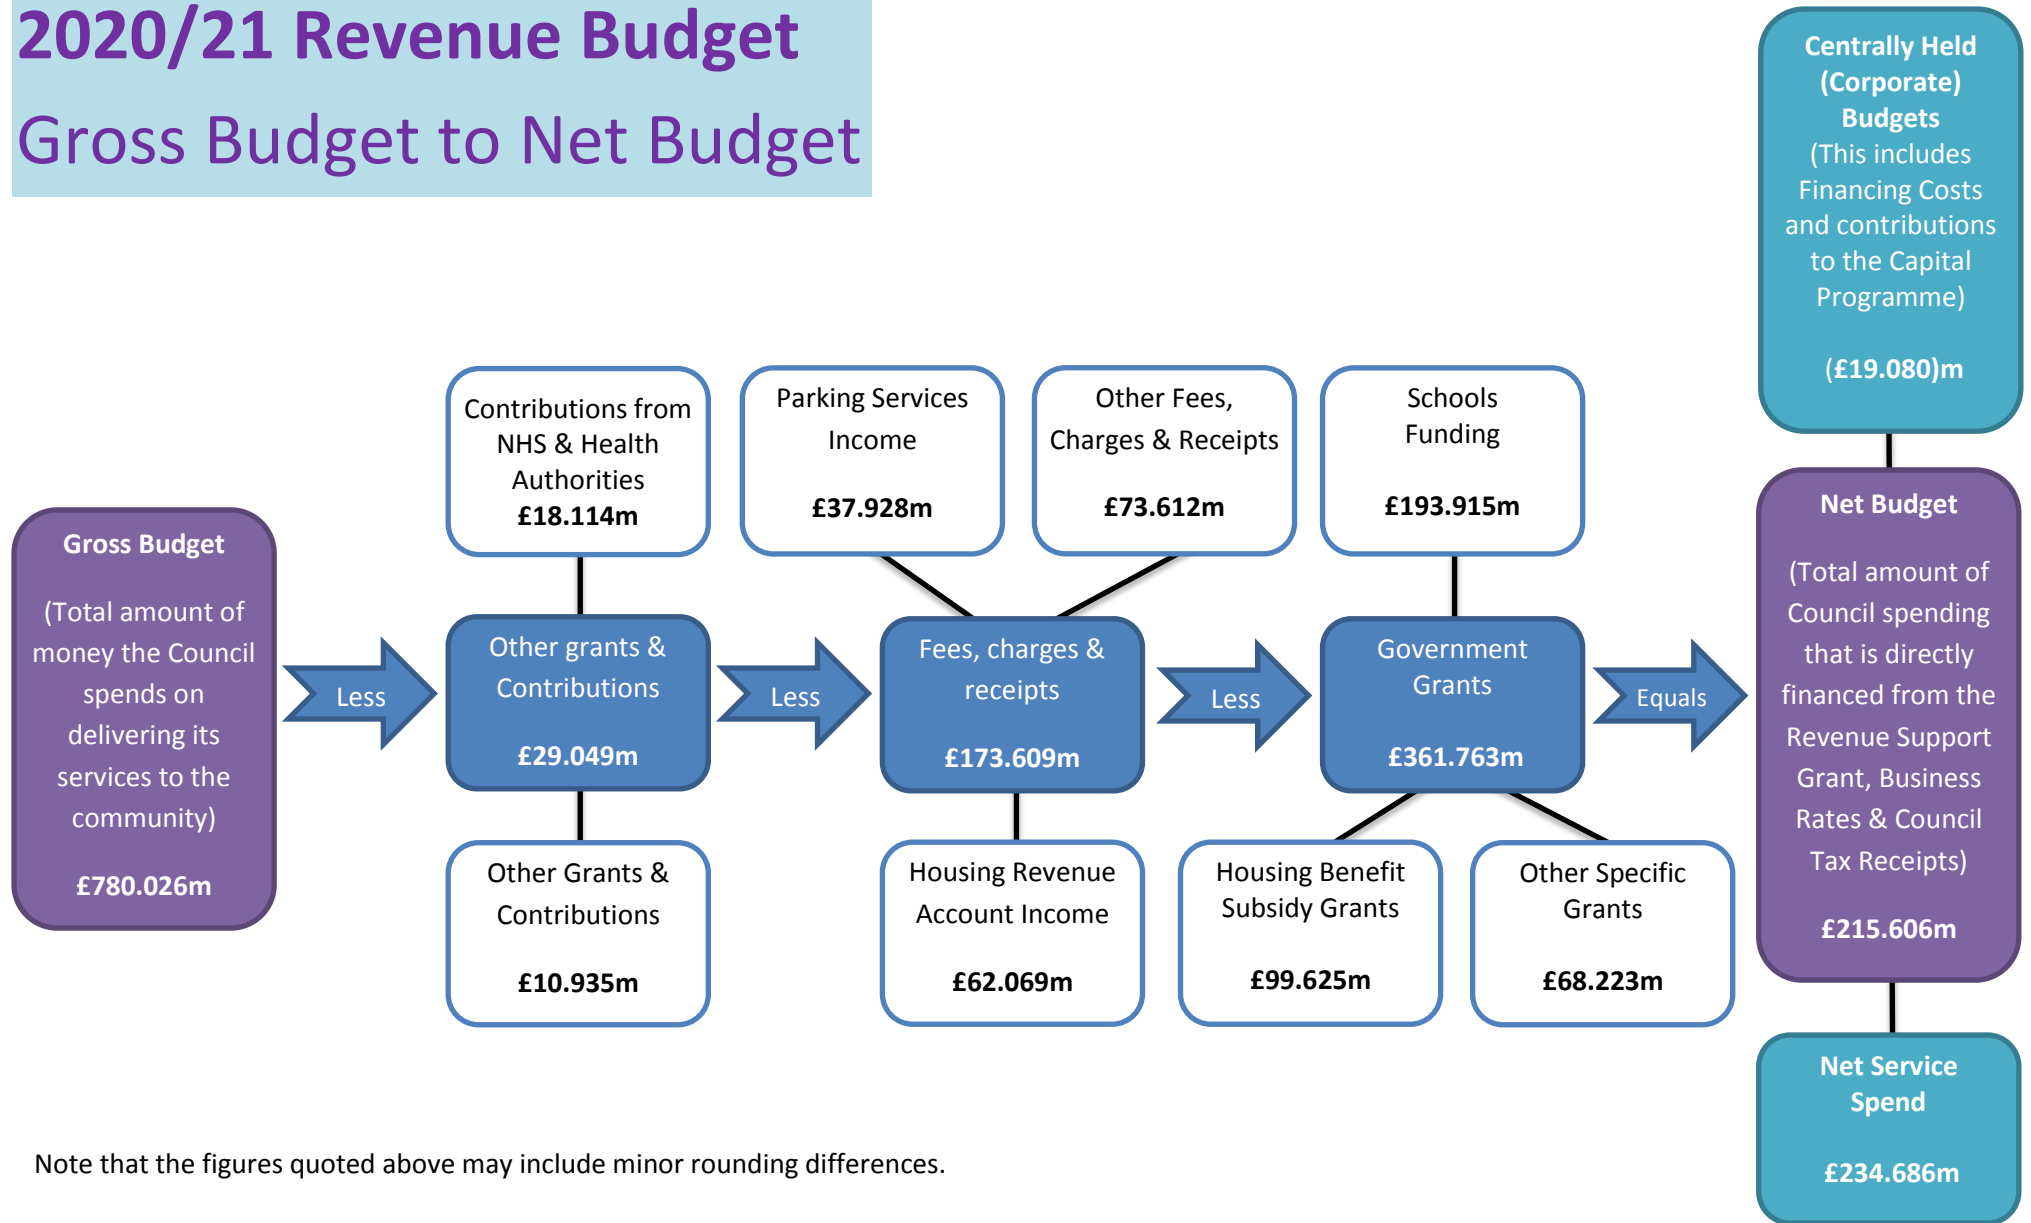 2020/21 Revenue Budget
Gross Budget to Net Budget
Centrally Held
(Corporate)
Budgets
(This includes
Financing Costs
and contributions
to the Capital
Programme)
(£19.080)m
Contributions from
NHS & Health
Authorities
£18.114m
Parking Services
Income
£37.928m
Other Fees,
Charges & Receipts
£73.612m
Schools
Funding
£193.915m
Gross Budget
(Total amount of
money the Council
spends on
delivering its
services to the
community)
£780.026m
Less
Other grants &
Contributions
£29.049m
Less
Fees, charges &
receipts
£173.609m
Less
Government
Grants
£361.763m
Equals
Net Budget
(Total amount of
Council spending
that is directly
financed from the
Revenue Support
Grant, Business
Rates & Council
Tax Receipts)
£215.606m
Other Grants &
Contributions
£10.935m
Housing Revenue
Account Income
£62.069m
Housing Benefit
Subsidy Grants
£99.625m
Other Specific
Grants
£68.223m
Net Service
Spend
£234.686m
Note that the figures quoted above may include minor rounding differences.